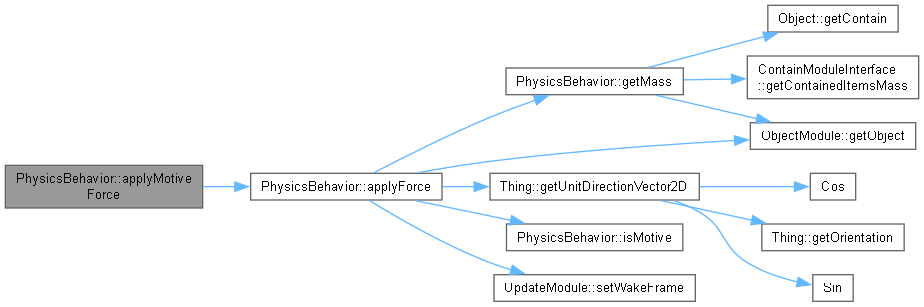 Object::getContain
PhysicsBehavior::getMass
ContainModuleInterface
::getContainedItemsMass
ObjectModule::getObject
PhysicsBehavior::applyMotive
Force
PhysicsBehavior::applyForce
Thing::getUnitDirectionVector2D
Cos
PhysicsBehavior::isMotive
Thing::getOrientation
UpdateModule::setWakeFrame
Sin